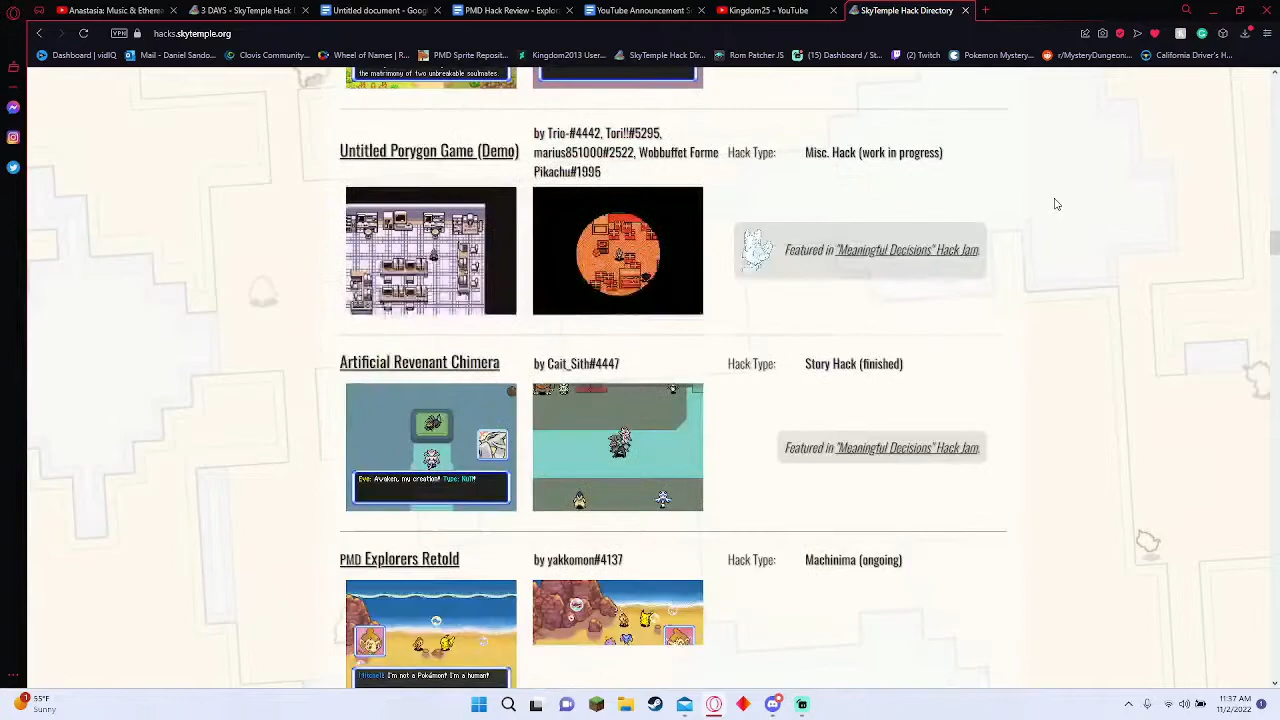 Anastasia: Music & Ethere
3 DAYS - SkyTemple Hack
Untitled document - Goog
PMD Hack Review - Explor
YouTube Announcement S
Kingdom25 - YouTube
SkyTemple Hack Directory
VPN
hacks.skytemple.org
Dashboard | vidIQ
Mail - Daniel Sando...
Clovis Community...
Wheel of Names | R...
PMD Sprite Reposit...
Kingdom2013 User...
SkyTemple Hack Dir...
Rom Patcher JS
(15) Dashboard / St...
(2) Twitch
Pokemon Mystery...
r/MysteryDungeon...
California Driver's H...
the matrimony of two unbreakable soulmates.
Untitled Porygon Game (Demo)
by Trio-#4442, Tori!!#5295,
marius851000#2522, Wobbuffet Forme
Pikachu#1995
Hack Type:
Misc. Hack (work in progress)
Featured in "Meaningful Decisions" Hack Jam.
Artificial Revenant Chimera
by Cait_Sith#4447
Hack Type:
Story Hack (finished)
Eve: Awaken, my creation! Type: Null!
Featured in "Meaningful Decisions" Hack Jam.
PMD Explorers Retold
by yakkomon#4137
Hack Type:
Machinima (ongoing)
Mitchell: I'm not a Pokémon! I'm a human!
55°F
Sunny
11:37 AM
11/2/2022